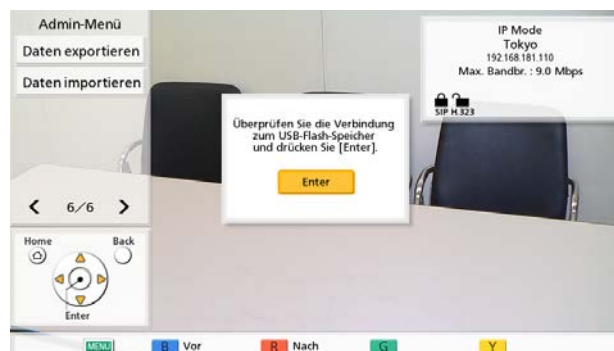 Admin-Menü
Daten exportieren
Daten importieren
6/6
Home
Back
Enter
IP Mode
Tokyo
192.168.181.110
Max. Bandbr. : 9.0 Mbps
SIP H.323
Überprüfen Sie die Verbindung
zum USB-Flash-Speicher
und drücken Sie [Enter].
Enter
MENU
B Vor
R Nach
G
Y